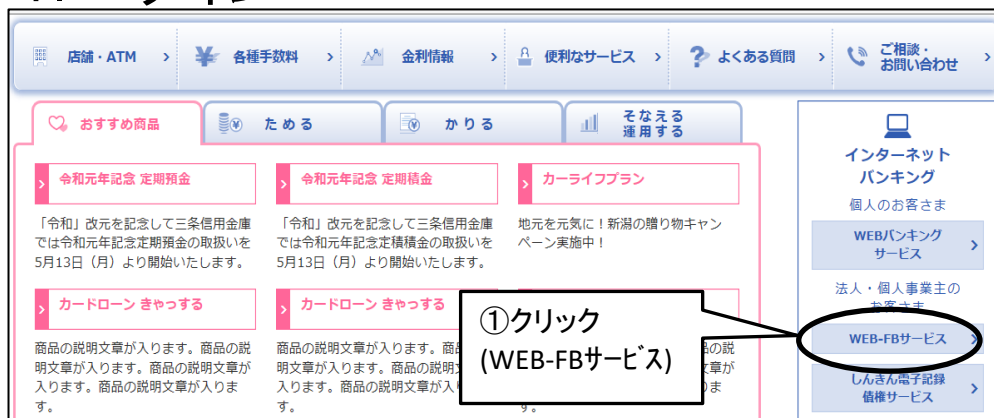 店舗・ATM
各種手数料
金利情報
便利なサービス
よくある質問
ご相談・
お問い合わせ
おすすめ商品
ためる
かりる
そなえる
運用する
令和元年記念 定期預金
「令和」改元を記念して三条信用金庫
では令和元年記念定期預金の取扱いを
5月13日（月）より開始いたします。
令和元年記念 定期積金
「令和」改元を記念して三条信用金庫
では令和元年記念定積積金の取扱いを
5月13日（月）より開始いたします。
カーライフプラン
地元を元気に！新潟の贈り物キャン
ペーン実施中！
カードローン きゃっする
商品の説明文章が入ります。商品の説
明文章が入ります。商品の説明文章が
入ります。商品の説明文章が入りま
す。
カードローン きゃっする
商品の説明文章が入ります。商
明文章が入ります。商品の説明
入ります。商品の説明文章が入
す。
の説
章が
ま
す。
①クリック
(WEB-FBサービス)
インターネット
バンキング
個人のお客さま
WEBバンキング
サービス
法人・個人事業主の
お客さま
WEB-FBサービス
しんきん電子記録
債権サービス